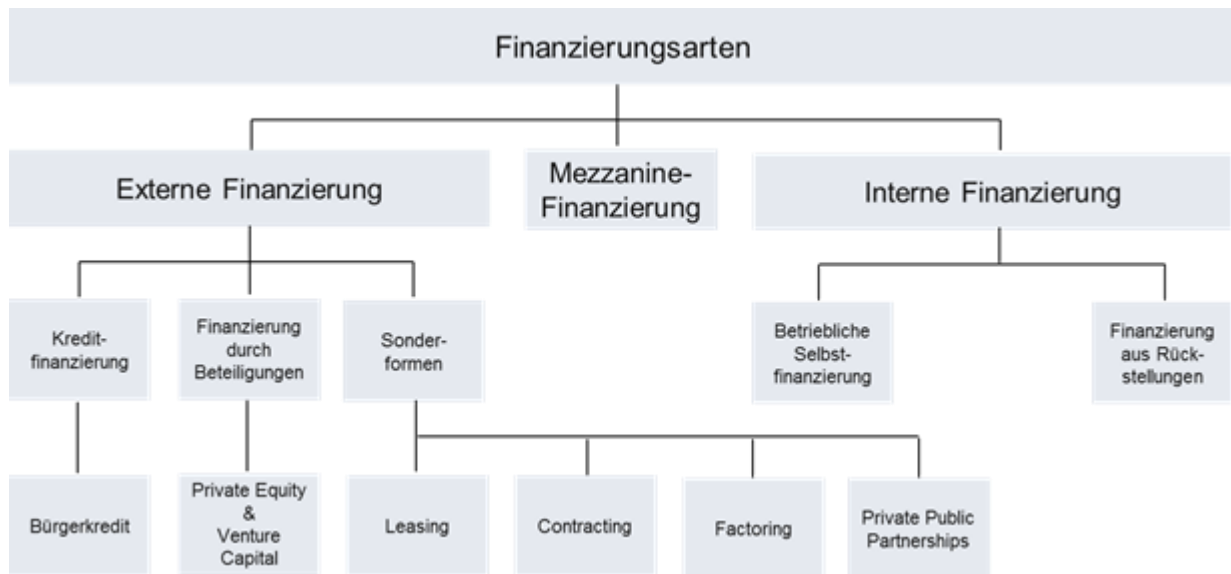 Finanzierungsarten
Externe Finanzierung
Mezzanine-
Finanzierung
Interne Finanzierung
Kredit-
finanzierung
Finanzierung
durch
Beteiligungen
Sonder-
formen
Betriebliche
Selbst-
finanzierung
Finanzierung
aus Rück-
stellungen
Bürgerkredit
Private Equity
&
Venture
Capital
Leasing
Contracting
Factoring
Private Public
Partnerships